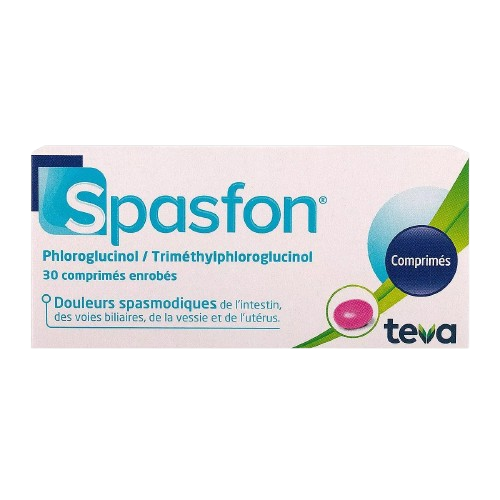 Spasfon®
Phloroglucinol / Triméthylphloroglucinol
30 comprimés enrobés
Comprimés
Douleurs spasmodiques de l'intestin,
des voies biliaires, de la vessie et de l'utérus.
teva